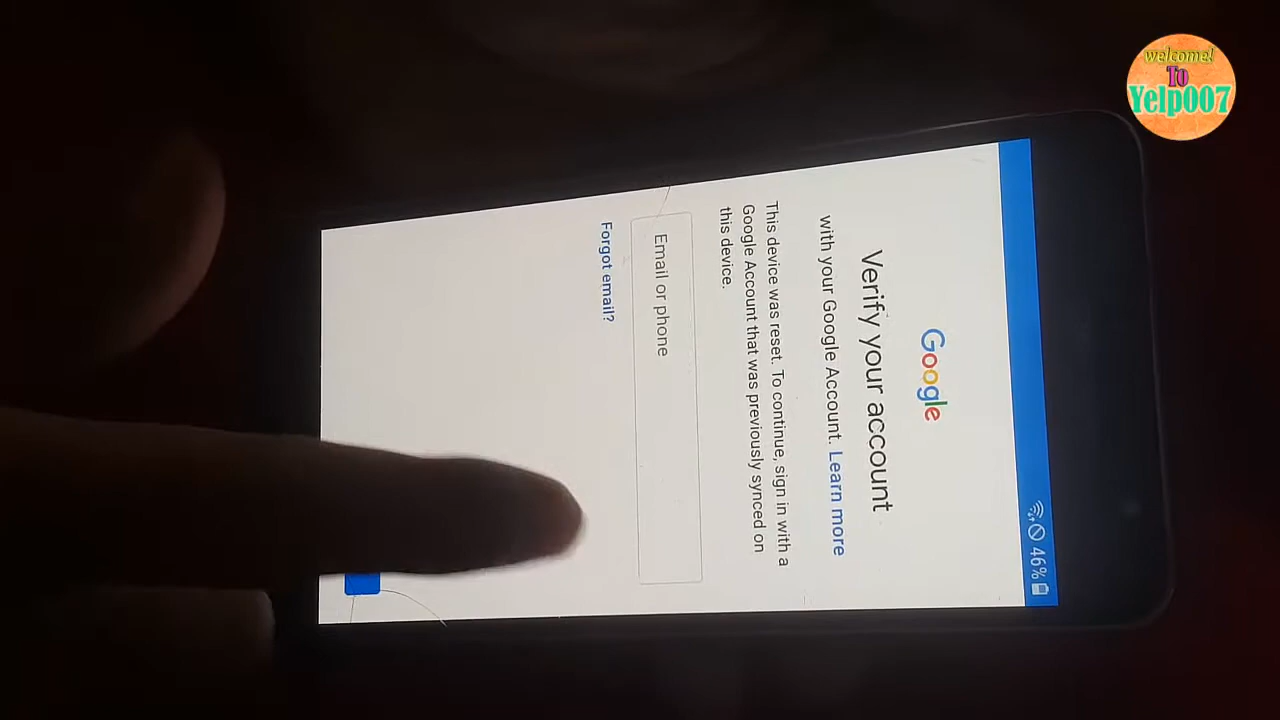 welcome!
To
Yelp007
46%
Google
Verify your account
with your Google Account. Learn more
This device was reset. To continue, sign in with a
Google Account that was previously synced on
this device.
Email or phone
Forgot email?